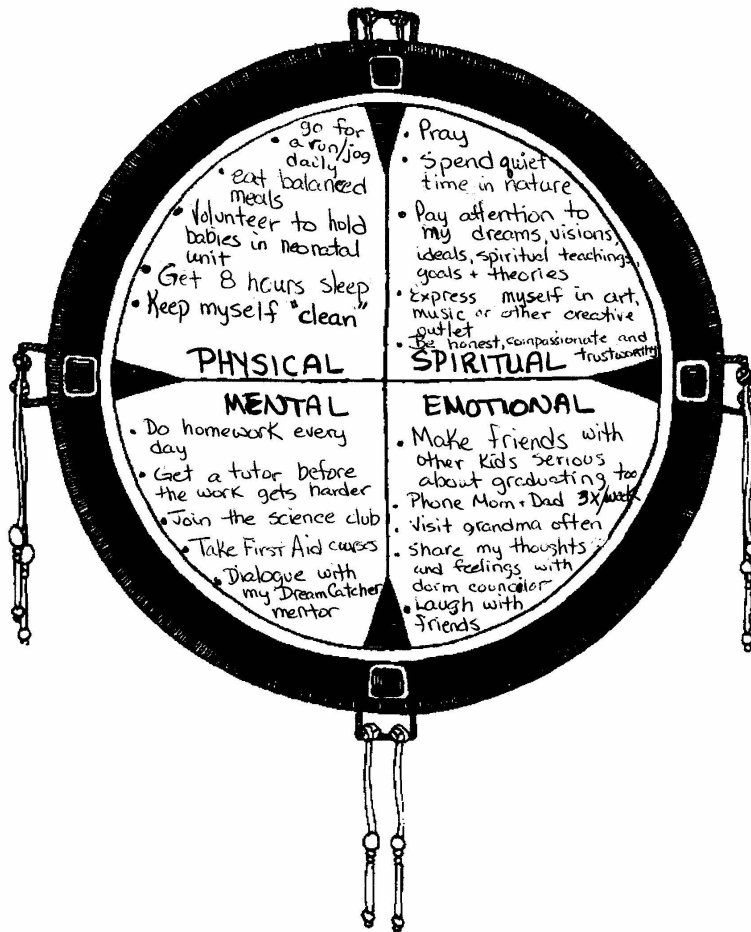 • go for
a run/jog
daily
• eat balanced
meals
• Volunteer to hold
babies in neonatal
unit
• Get 8 hours sleep
• Keep myself "clean"
PHYSICAL
• Pray
• Spend quiet
time in nature
• Pay attention to
my dreams, visions,
ideals, spiritual teachings,
goals + theories
• Express myself in art,
music or other creative
outlet
• Be honest, compassionate and
trustworthy
SPIRITUAL
MENTAL
• Do homework every
day
• Get a tutor before
the work gets harder
• Join the science club
• Take First Aid courses
• Dialogue with
my DreamCatcher
mentor
EMOTIONAL
• Make friends with
other kids serious
about graduating too
• Phone Mom + Dad 3x/week
• Visit grandma often
• Share my thoughts
and feelings with
dorm councilor
• Laugh with
friends